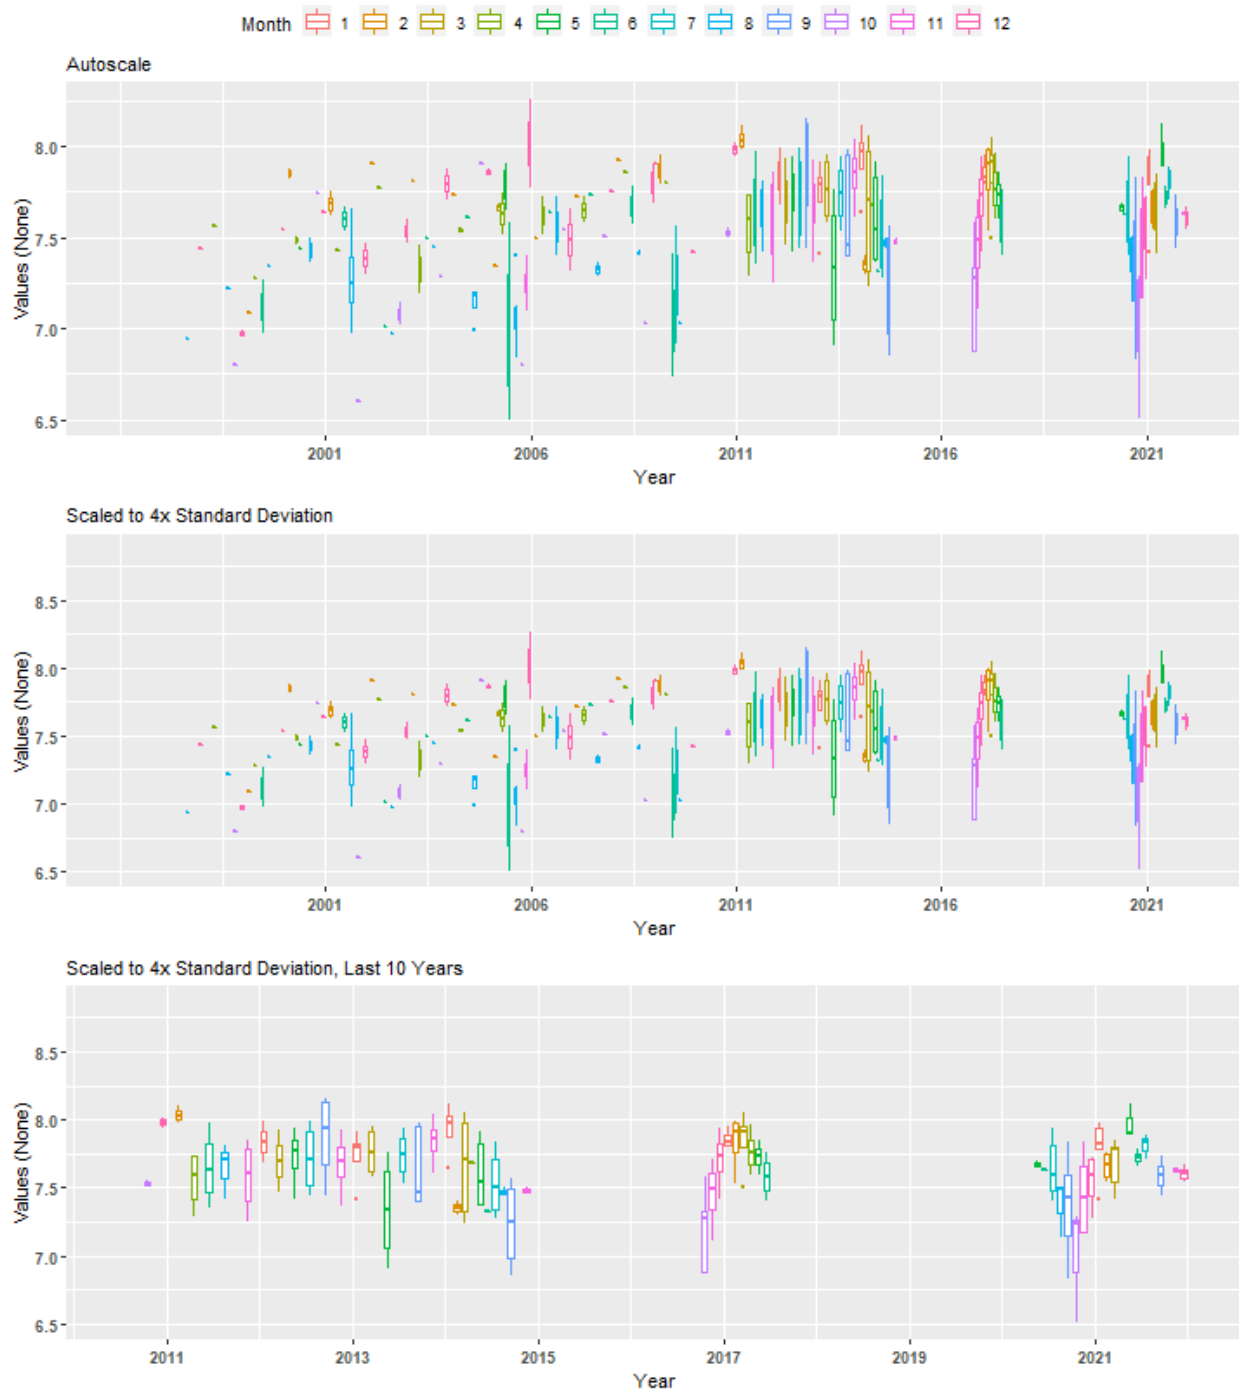 Month 1 2 3 4 5 6 7 8 9 10 11 12
Autoscale
Values (None)
8.0
7.5
7.0
6.5
2001 2006 2011 2016 2021
Year
Scaled to 4x Standard Deviation
Values (None)
8.5
8.0
7.5
7.0
6.5
2001 2006 2011 2016 2021
Year
Scaled to 4x Standard Deviation, Last 10 Years
Values (None)
8.5
8.0
7.5
7.0
6.5
2011 2013 2015 2017 2019 2021
Year